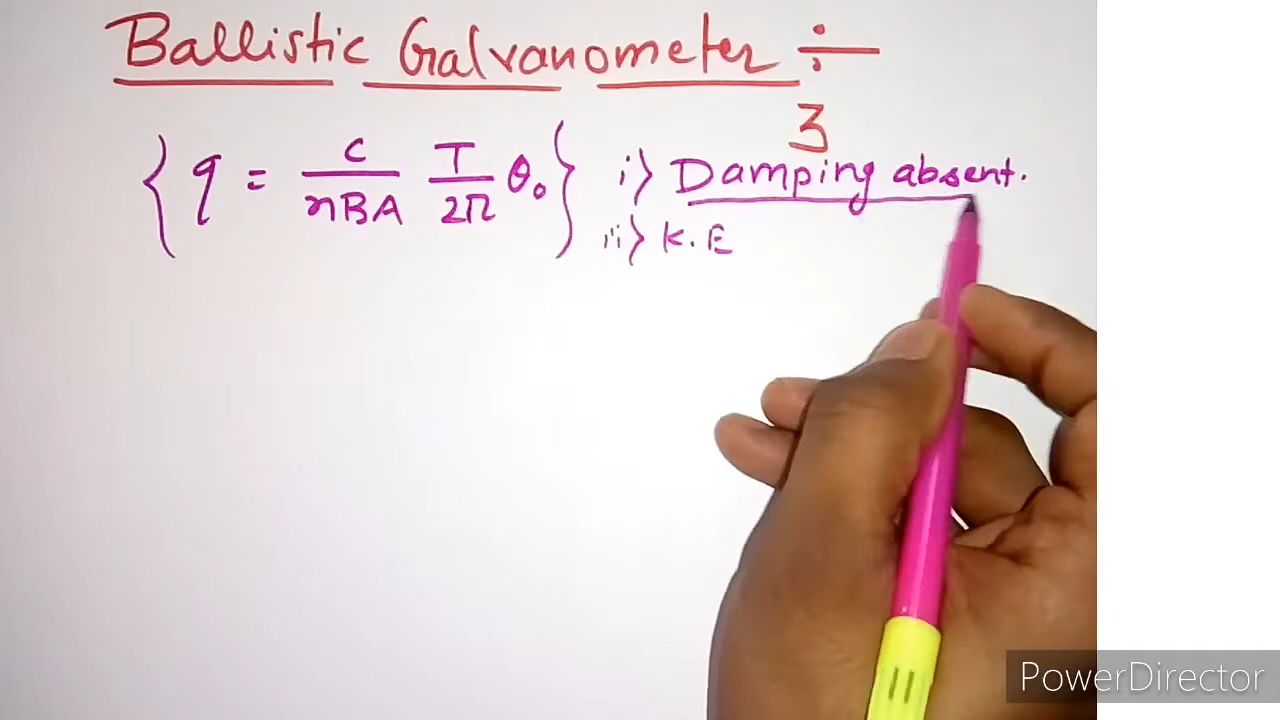 Ballistic Galvanometer ÷
3
{ q = C/nBA T/2π θ₀ } i> Damping absent.
ii> K.E
PowerDirector